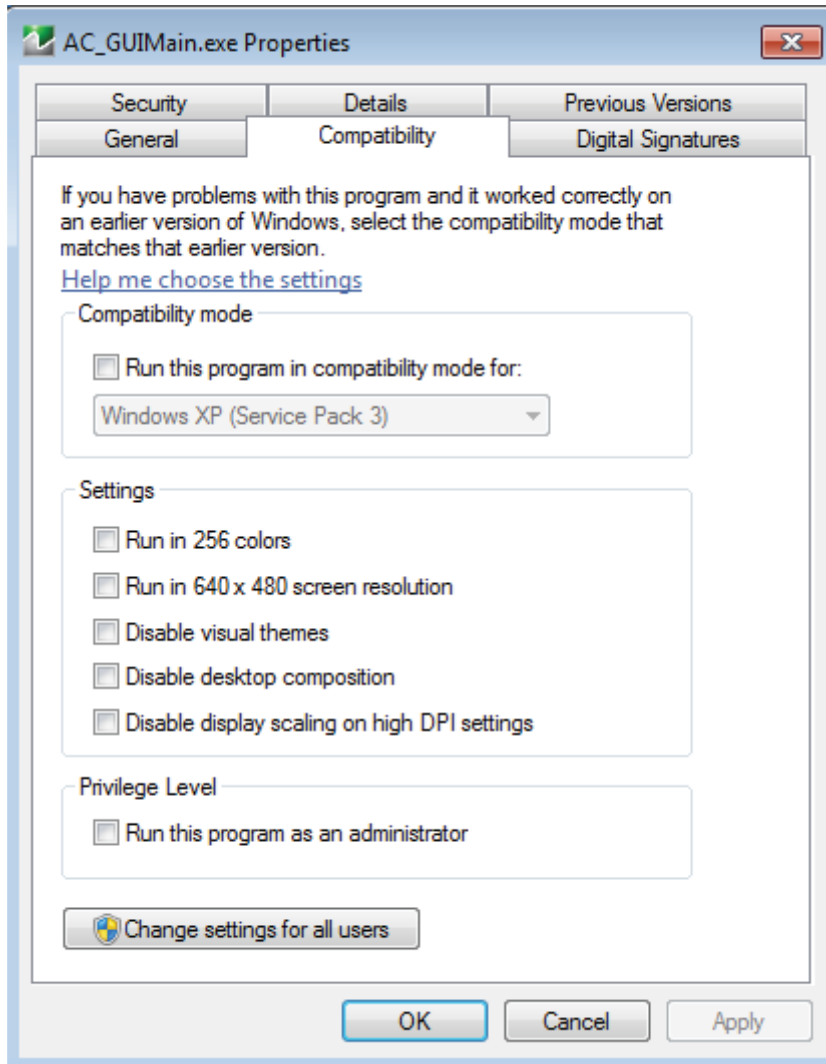 AC_GUIMain.exe Properties
Security Details Previous Versions
General Compatibility Digital Signatures
If you have problems with this program and it worked correctly on
an earlier version of Windows, select the compatibility mode that
matches that earlier version.
Help me choose the settings
Compatibility mode
Run this program in compatibility mode for:
Windows XP (Service Pack 3)
Settings
Run in 256 colors
Run in 640 x 480 screen resolution
Disable visual themes
Disable desktop composition
Disable display scaling on high DPI settings
Privilege Level
Run this program as an administrator
Change settings for all users
OK Cancel Apply